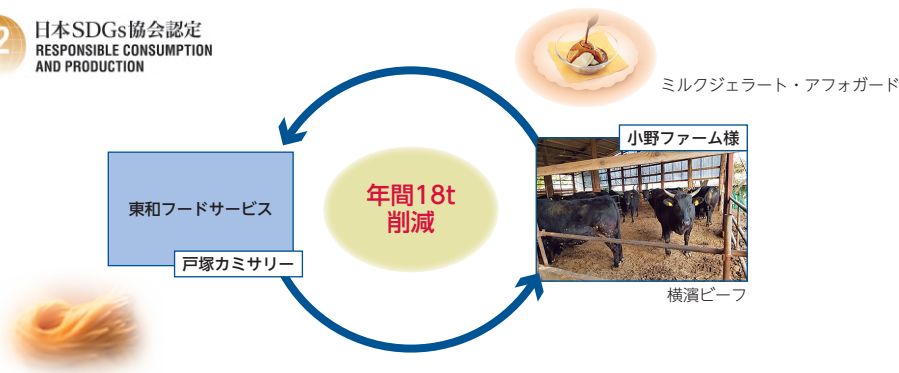 2
日本SDGs協会認定
RESPONSIBLE CONSUMPTION
AND PRODUCTION
ミルクジェラート・アフォガード
小野ファーム様
東和フードサービス
年間18t
削減
戸塚カミサリー
横濱ビーフ